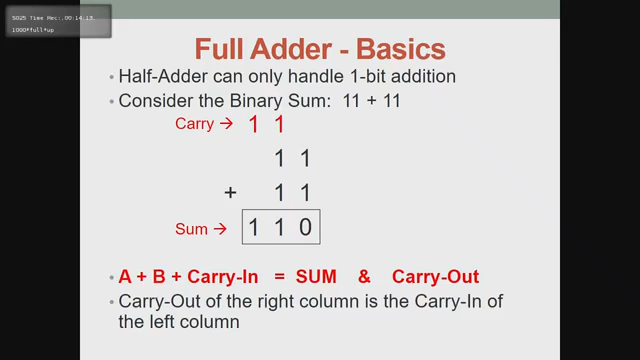 5025 Time Rec:.00:14:13.
1000*full*up
Full Adder - Basics
• Half-Adder can only handle 1-bit addition
• Consider the Binary Sum: 11 + 11
Carry → 1 1
1 1
+ 1 1
Sum → 1 1 0
• A + B + Carry-In = SUM & Carry-Out
• Carry-Out of the right column is the Carry-In of
the left column